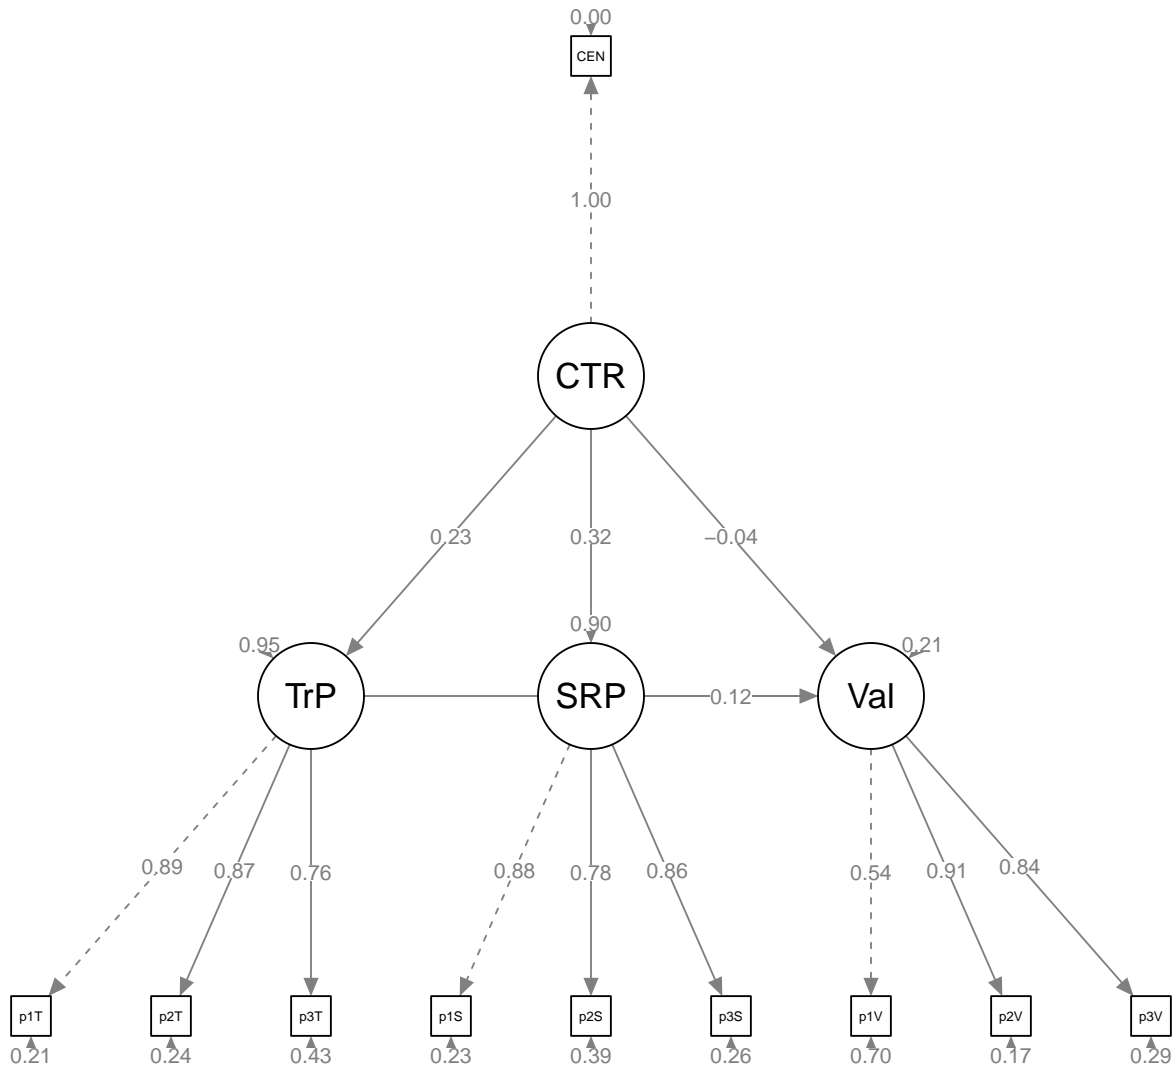 0.00
CEN
1.00
CTR
0.23 0.32 –0.04
0.90
0.95 0.21
TrP SRP 0.12 Val
0.89 0.87 0.76 0.88 0.78 0.86 0.54 0.91 0.84
p1T p2T p3T p1S p2S p3S p1V p2V p3V
0.21 0.24 0.43 0.23 0.39 0.26 0.70 0.17 0.29